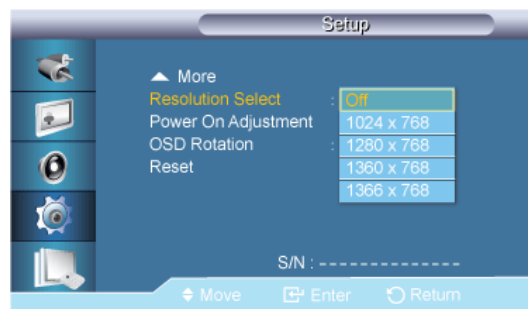 Setup
▲ More
Resolution Select : Off
Power On Adjustment 1024 x 768
OSD Rotation : 1280 x 768
Reset 1360 x 768
1366 x 768
S/N : --------------
Move Enter Return